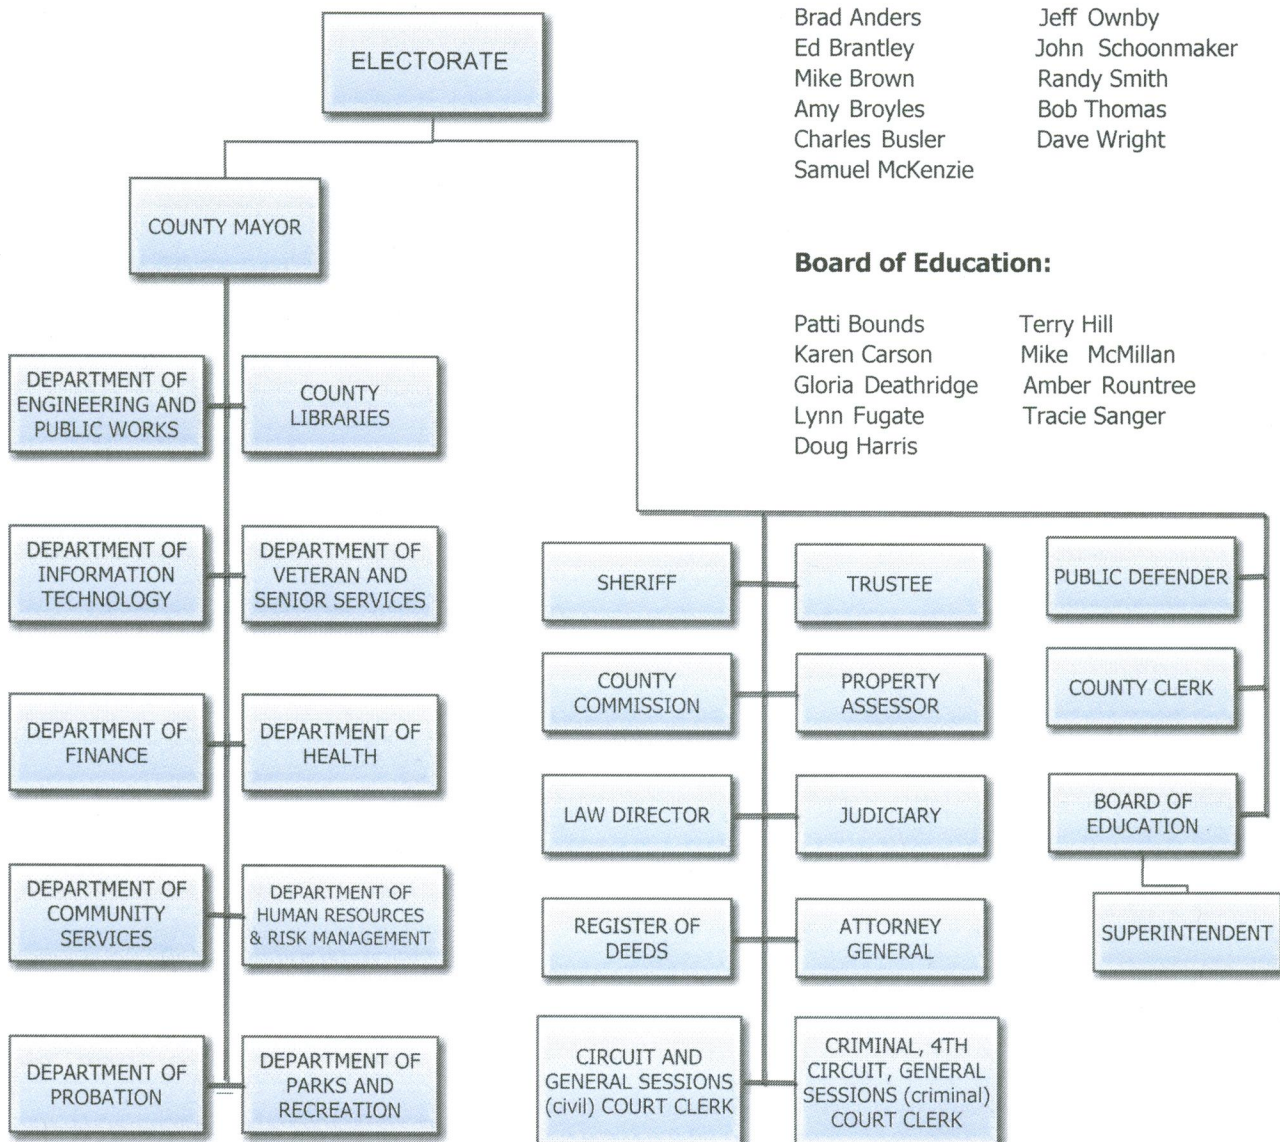 ELECTORATE
Brad Anders
Ed Brantley
Mike Brown
Amy Broyles
Charles Busler
Samuel McKenzie
Jeff Ownby
John Schoonmaker
Randy Smith
Bob Thomas
Dave Wright
COUNTY MAYOR
Board of Education:
Patti Bounds
Karen Carson
Gloria Deathridge
Lynn Fugate
Doug Harris
Terry Hill
Mike McMillan
Amber Rountree
Tracie Sanger
DEPARTMENT OF
ENGINEERING AND
PUBLIC WORKS
COUNTY
LIBRARIES
DEPARTMENT OF
INFORMATION
TECHNOLOGY
DEPARTMENT OF
VETERAN AND
SENIOR SERVICES
DEPARTMENT OF
FINANCE
DEPARTMENT OF
HEALTH
DEPARTMENT OF
COMMUNITY
SERVICES
DEPARTMENT OF
HUMAN RESOURCES
& RISK MANAGEMENT
DEPARTMENT OF
PROBATION
DEPARTMENT OF
PARKS AND
RECREATION
SHERIFF
TRUSTEE
COUNTY
COMMISSION
PROPERTY
ASSESSOR
LAW DIRECTOR
JUDICIARY
REGISTER OF
DEEDS
ATTORNEY
GENERAL
CIRCUIT AND
GENERAL SESSIONS
(civil) COURT CLERK
CRIMINAL, 4TH
CIRCUIT, GENERAL
SESSIONS (criminal)
COURT CLERK
PUBLIC DEFENDER
COUNTY CLERK
BOARD OF
EDUCATION
SUPERINTENDENT